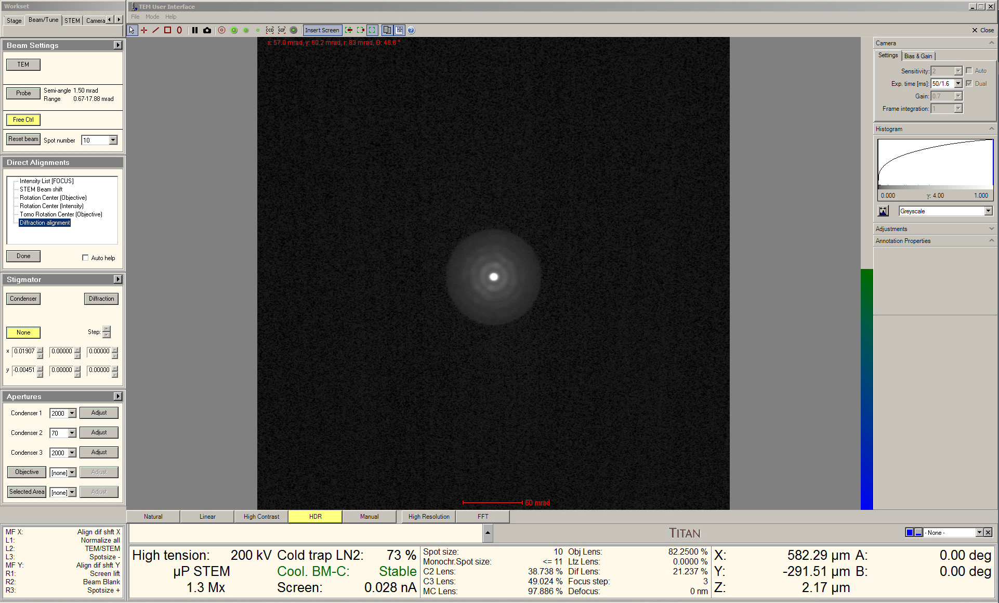 Workset
Stage Beam/Tune STEM Camera
Beam Settings
TEM
Probe Semi-angle 1.50 mrad
Range 0.67-17.88 mrad
Free Ctrl
Reset beam Spot number 10
Direct Alignments
Intensity List [FOCUS]
STEM Beam shift
Rotation Center (Objective)
Rotation Center (Intensity)
Tomo Rotation Center (Objective)
Diffraction alignment
Done Auto help
Stigmator
Condenser Diffraction
None Step:
x 0.01907 0.00000 0.00000
y -0.00451 0.00000 0.00000
Apertures
Condenser 1 2000 Adjust
Condenser 2 70 Adjust
Condenser 3 2000 Adjust
Objective [none] Adjust
Selected Area [none] Adjust
MF X: Align dif shft X
L1: Normalize all
L2: TEM/STEM
L3: Spotsize -
MF Y: Align dif shft Y
R1: Screen lift
R2: Beam Blank
R3: Spotsize +
TEM User Interface
File Mode Help
CCD GIF Insert Screen Close
x: 57.0 mrad, y: 60.2 mrad, r: 83 mrad, Θ: 46.6 °
50 mrad
Camera
Settings Bias & Gain
Sensitivity: 2 Auto
Exp. time [ms]: 50/1.6 Dual
Gain: 0.7
Frame integration: 1
Histogram
0.000 γ: 4.00 1.000
Greyscale
Adjustments
Annotation Properties
Natural Linear High Contrast HDR Manual High Resolution FFT
TITAN
- None -
High tension: 200 kV Cold trap LN2: 73 %
µP STEM Cool. BM-C: Stable
1.3 Mx Screen: 0.028 nA
Spot size: 10 Obj Lens: 82.2500 %
Monochr.Spot size: <= 11 Ltz Lens: 0.0000 %
C2 Lens: 38.738 % Dif Lens: 21.237 %
C3 Lens: 49.024 % Focus step: 3
MC Lens: 97.886 % Defocus: 0 nm
X: 582.29 µm A: 0.00 deg
Y: -291.51 µm B: 0.00 deg
Z: 2.17 µm